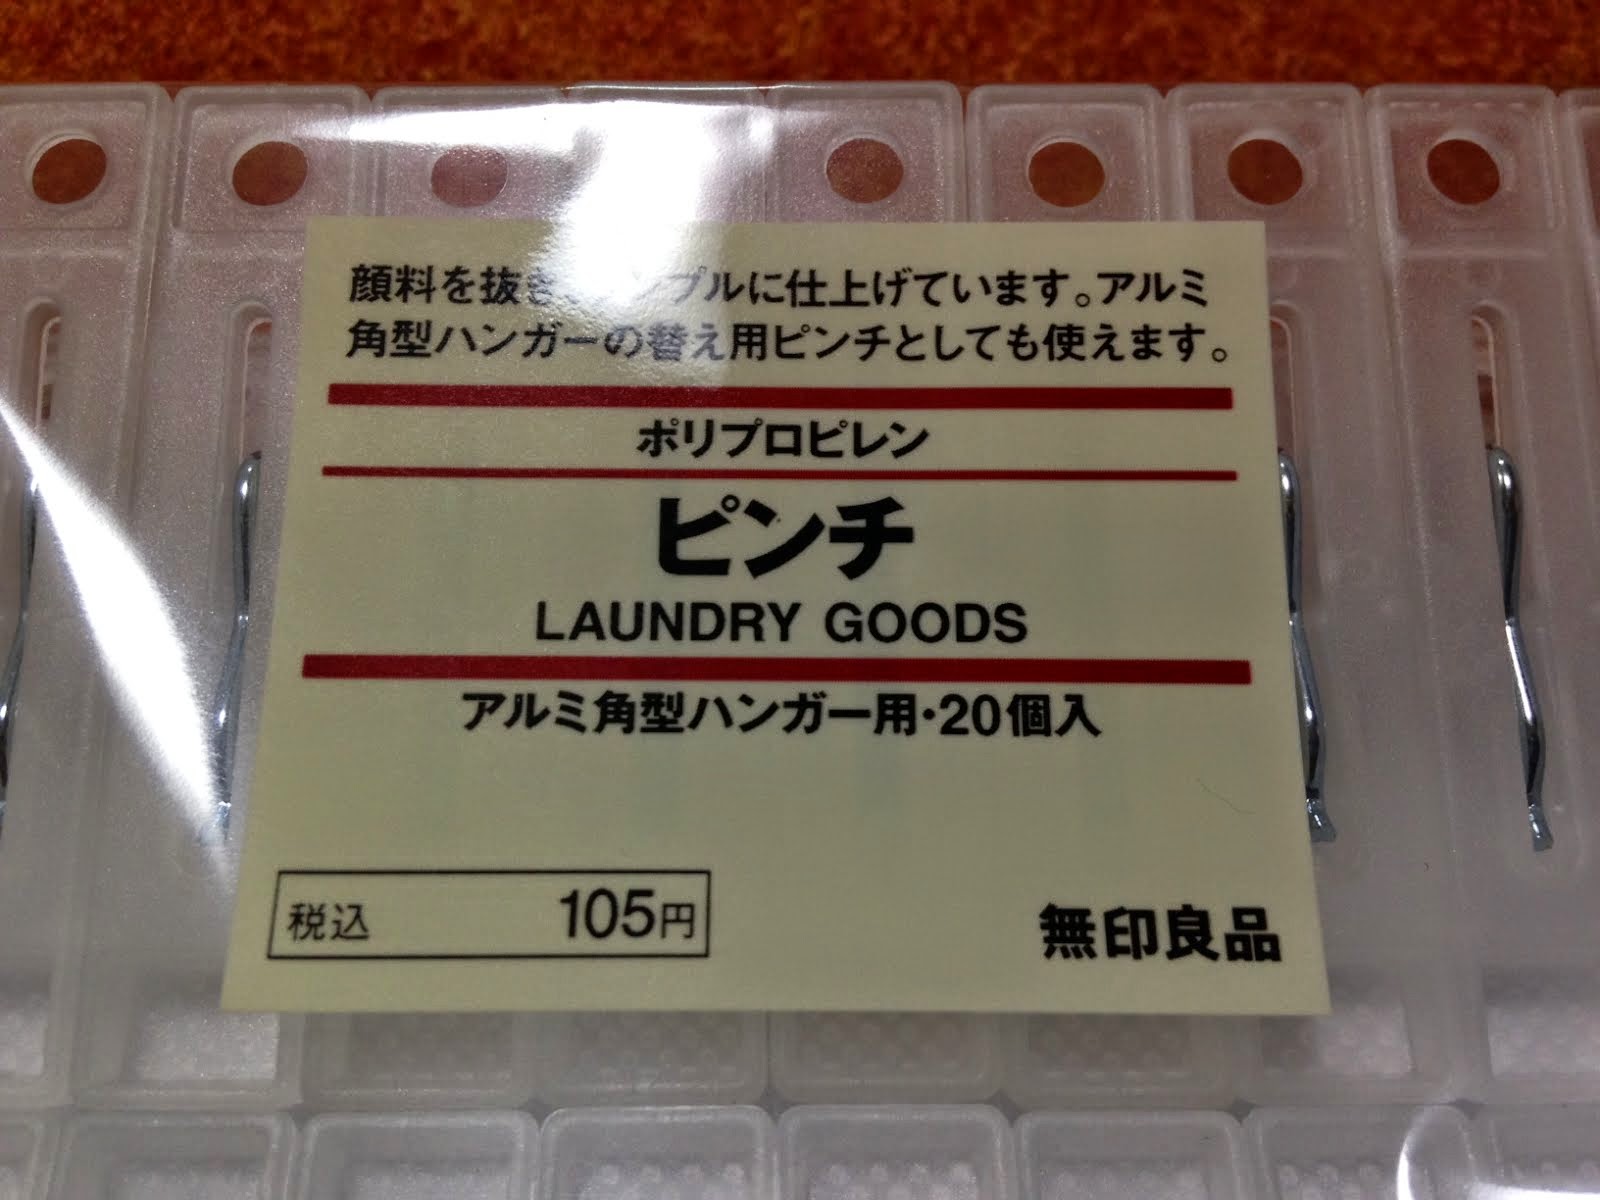 顔料を抜きシンプルに仕上げています。アルミ
角型ハンガーの替え用ピンチとしても使えます。
ポリプロピレン
ピンチ
LAUNDRY GOODS
アルミ角型ハンガー用・20個入
税込 105円
無印良品